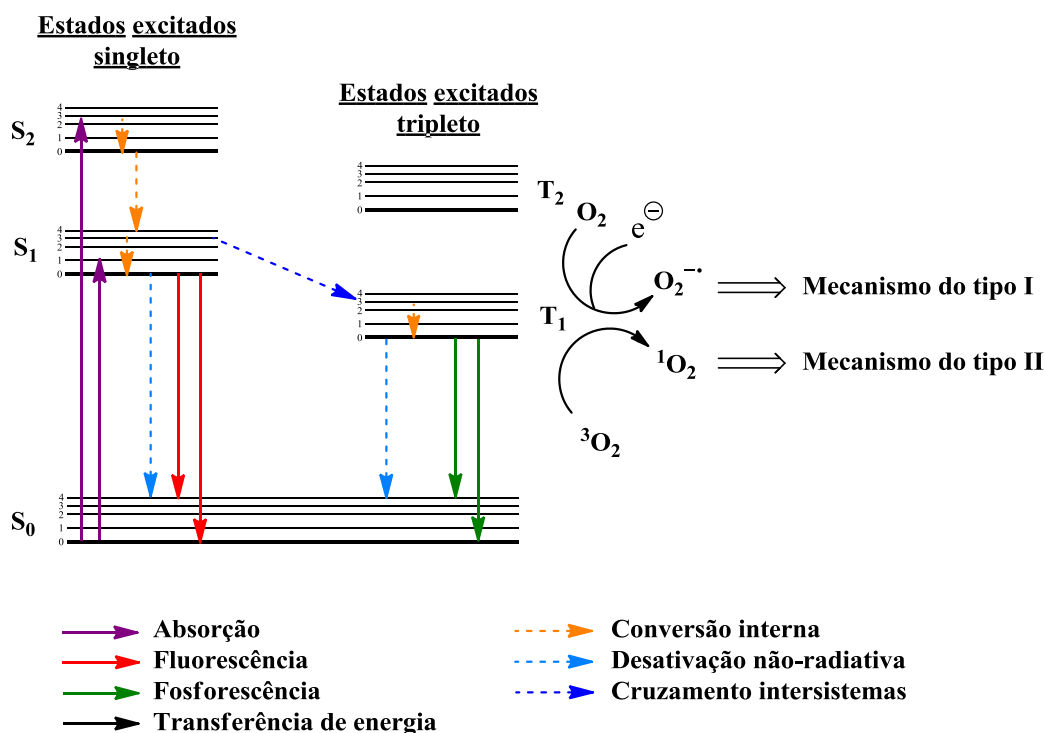 Estados excitados
singleto
Estados excitados
tripleto
S2
4
3
2
1
0
S1
4
3
2
1
0
4
3
2
1
0
T2
4
3
2
1
0
T1
O2
e⊖
O2−· ⟹ Mecanismo do tipo I
1O2 ⟹ Mecanismo do tipo II
3O2
S0
4
3
2
1
0
Absorção
Fluorescência
Fosforescência
Transferência de energia
Conversão interna
Desativação não-radiativa
Cruzamento intersistemas